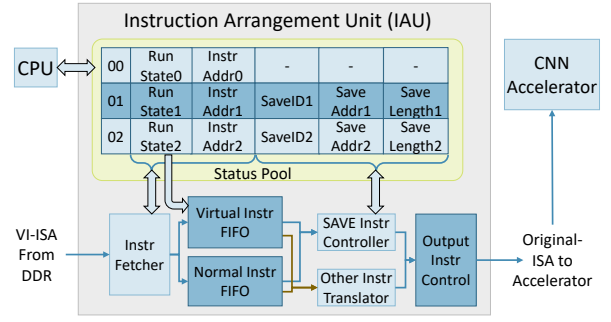 Instruction Arrangement Unit (IAU)
CPU
00 Run State0 Instr Addr0 - - -
01 Run State1 Instr Addr1 SaveID1 Save Addr1 Save Length1
02 Run State2 Instr Addr2 SaveID2 Save Addr2 Save Length2
Status Pool
CNN
Accelerator
VI-ISA
From
DDR
Instr
Fetcher
Virtual Instr
FIFO
Normal Instr
FIFO
SAVE Instr
Controller
Other Instr
Translator
Output
Instr
Control
Original-
ISA to
Accelerator